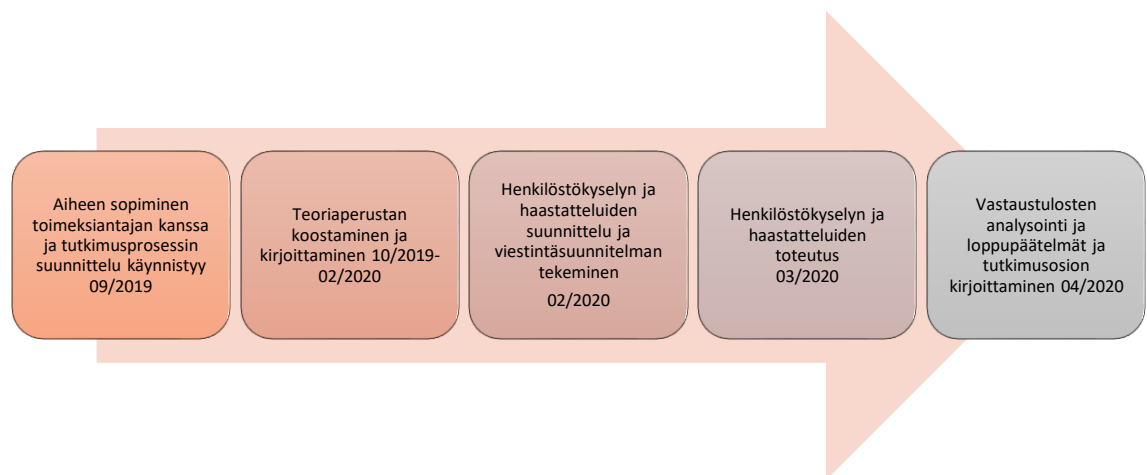 Aiheen sopiminen
toimeksiantajan kanssa
ja tutkimusprosessin
suunnittelu käynnistyy
09/2019
Teoriaperustan
koostaminen ja
kirjoittaminen 10/2019-
02/2020
Henkilöstökyselyn ja
haastatteluiden
suunnittelu ja
viestintäsuunnitelman
tekeminen
02/2020
Henkilöstökyselyn ja
haastatteluiden
toteutus
03/2020
Vastaustulosten
analysointi ja
loppupäätelmät ja
tutkimusosion
kirjoittaminen 04/2020